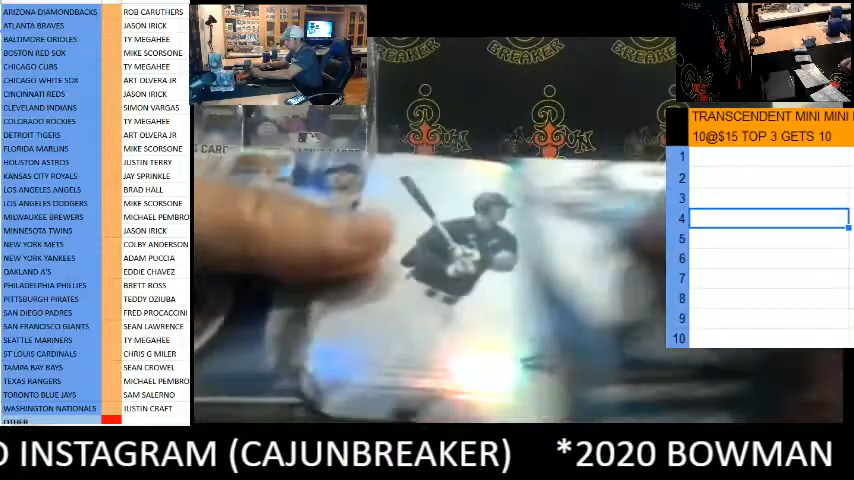 ARIZONA DIAMONDBACKS ROB CARUTHERS
ATLANTA BRAVES JASON IRICK
BALTIMORE ORIOLES TY MEGAHEE
BOSTON RED SOX MIKE SCORSONE
CHICAGO CUBS TY MEGAHEE
CHICAGO WHITE SOX ART OLVERA JR
CINCINNATI REDS JASON IRICK
CLEVELAND INDIANS SIMON VARGAS
COLORADO ROCKIES TY MEGAHEE
DETROIT TIGERS ART OLVERA JR
FLORIDA MARLINS MIKE SCORSONE
HOUSTON ASTROS JUSTIN TERRY
KANSAS CITY ROYALS JAY SPRINKLE
LOS ANGELES ANGELS BRAD HALL
LOS ANGELES DODGERS MIKE SCORSONE
MILWAUKEE BREWERS MICHAEL PEMBRO
MINNESOTA TWINS JASON IRICK
NEW YORK METS COLBY ANDERSON
NEW YORK YANKEES ADAM PUCCIA
OAKLAND A'S EDDIE CHAVEZ
PHILADELPHIA PHILLIES BRETT BOSS
PITTSBURGH PIRATES TEDDY DZIUBA
SAN DIEGO PADRES FRED PROCACCINI
SAN FRANCISCO GIANTS SEAN LAWRENCE
SEATTLE MARINERS TY MEGAHEE
ST LOUIS CARDINALS CHRIS G MILER
TAMPA BAY RAYS SEAN CROWEL
TEXAS RANGERS MICHAEL PEMBRO
TORONTO BLUE JAYS SAM SALERNO
WASHINGTON NATIONALS JUSTIN CRAFT
OTHER
BREAKER BREAKER BREAKER
CARD
TRANSCENDENT MINI MINI
10@$15 TOP 3 GETS 10
1
2
3
4
5
6
7
8
9
10
D INSTAGRAM (CAJUNBREAKER) *2020 BOWMAN